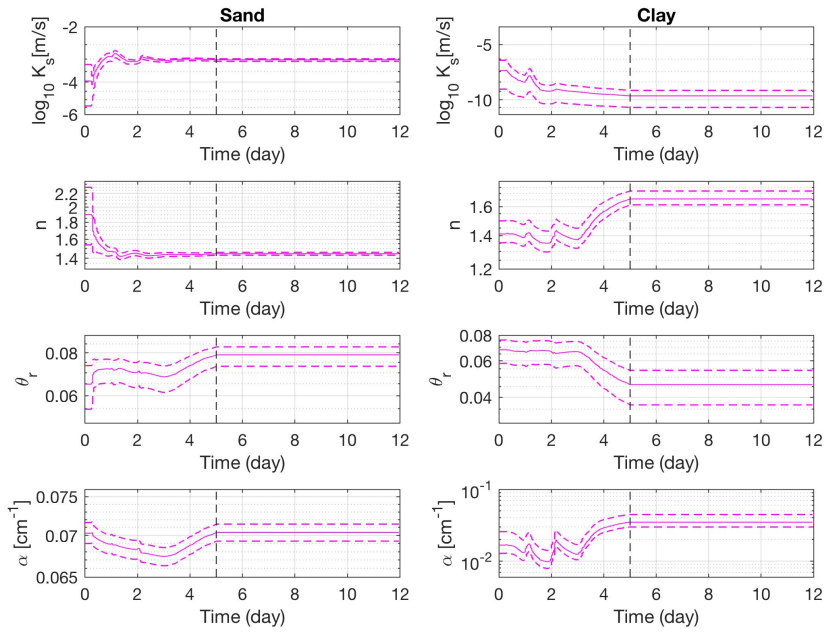 Sand
Clay
log10 Ks[m/s]
-2
-4
-6
0 2 4 6 8 10 12
Time (day)
log10 Ks[m/s]
-5
-10
0 2 4 6 8 10 12
Time (day)
n
2.2
2
1.8
1.6
1.4
0 2 4 6 8 10 12
Time (day)
n
1.6
1.4
1.2
0 2 4 6 8 10 12
Time (day)
θr
0.08
0.06
0 2 4 6 8 10 12
Time (day)
θr
0.08
0.06
0.04
0 2 4 6 8 10 12
Time (day)
α [cm⁻¹]
0.075
0.07
0.065
0 2 4 6 8 10 12
Time (day)
α [cm⁻¹]
10⁻¹
10⁻²
0 2 4 6 8 10 12
Time (day)